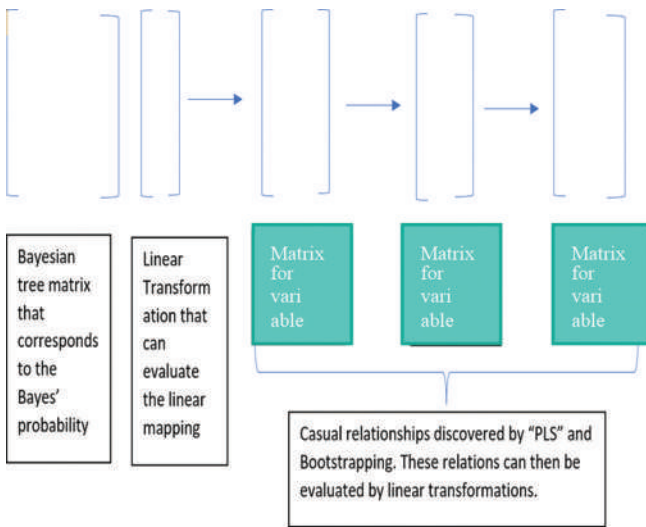 Bayesian
tree matrix
that
corresponds
to the
Bayes'
probability
Linear
Transform
ation that
can
evaluate
the linear
mapping
Matrix
for
vari
able
Matrix
for
vari
able
Matrix
for
vari
able
Casual relationships discovered by “PLS” and
Bootstrapping. These relations can then be
evaluated by linear transformations.